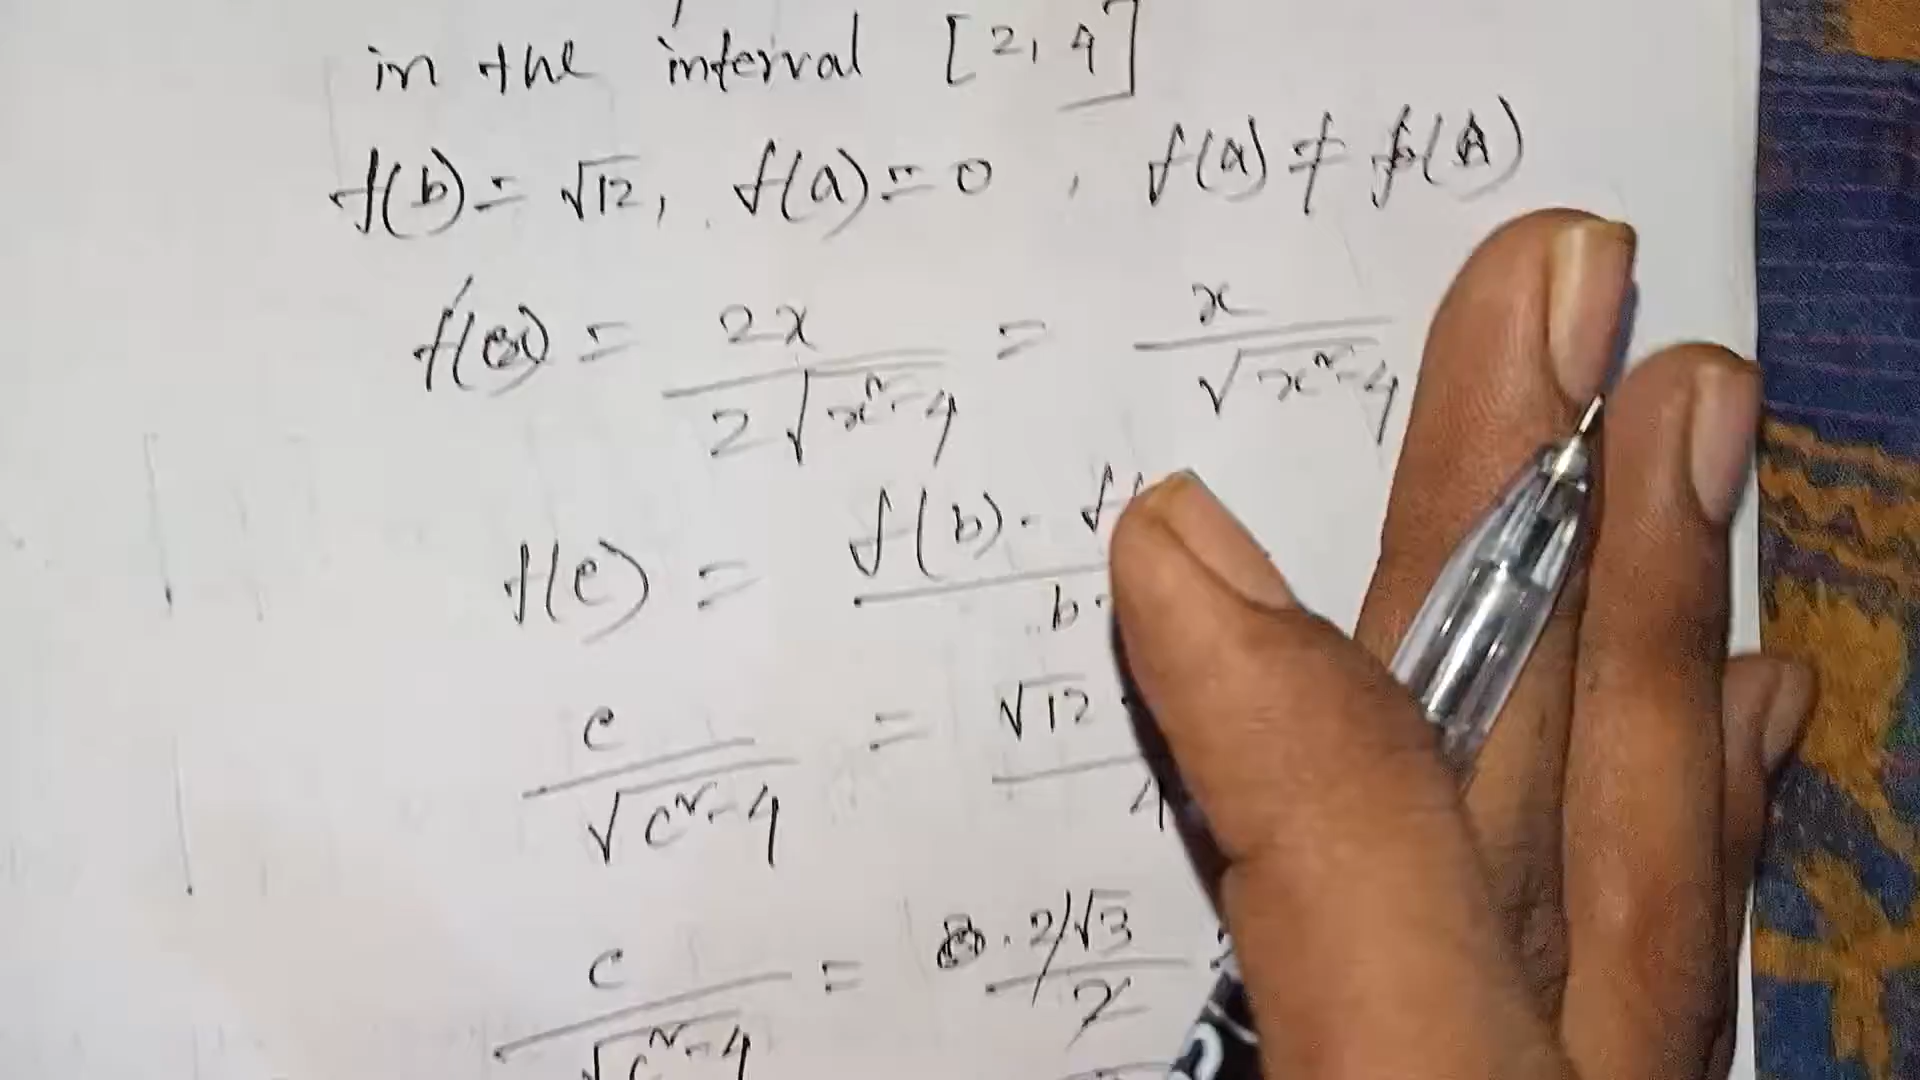 in the interval [2, 4]
f(b) = √12, f(a) = 0, f(a) ≠ f(b)
f'(x) = 2x / 2√x²-4 = x / √x²-4
f'(c) = f(b) - f / b -
c / √c²-4 = √12 / 4
c / √c²-4 = 2√3 / 2